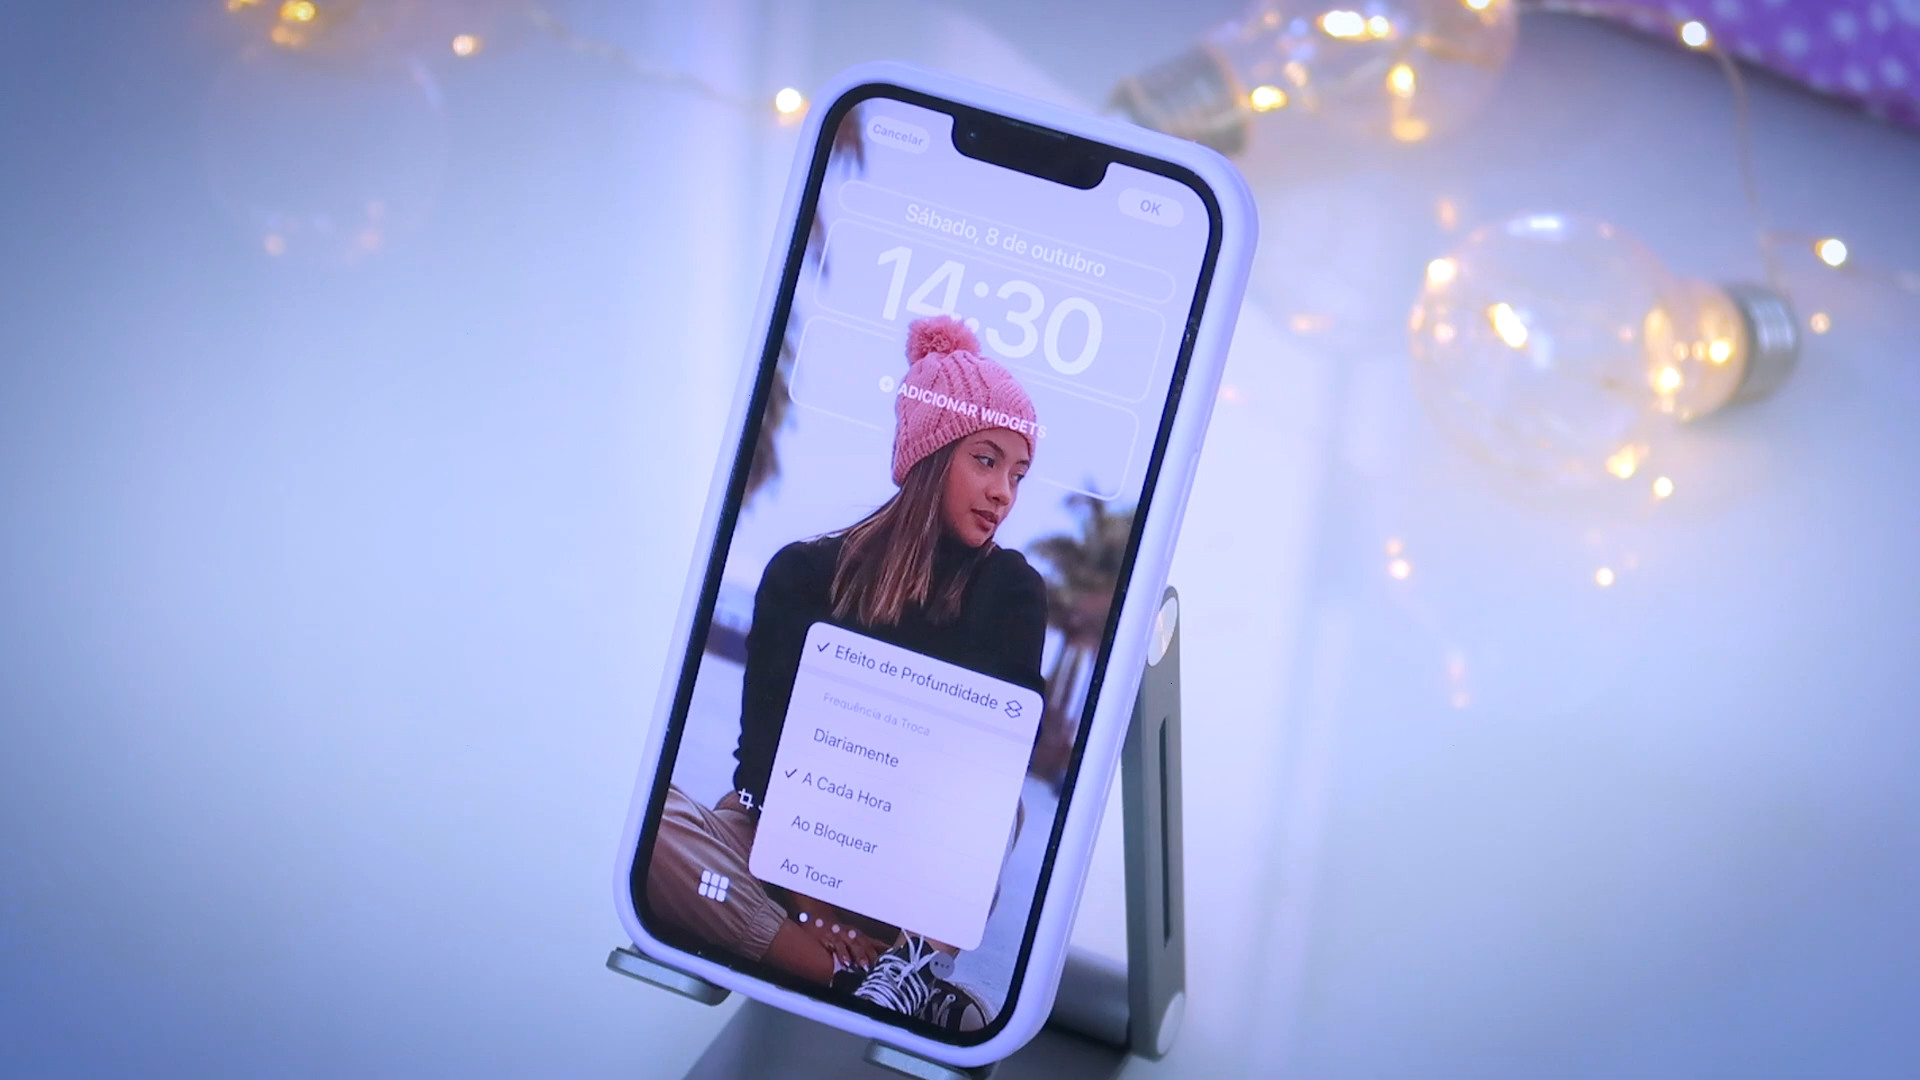 Cancelar
OK
Sábado, 8 de outubro
14:30
ADICIONAR WIDGETS
Efeito de Profundidade
Frequência da Troca
Diariamente
A Cada Hora
Ao Bloquear
Ao Tocar